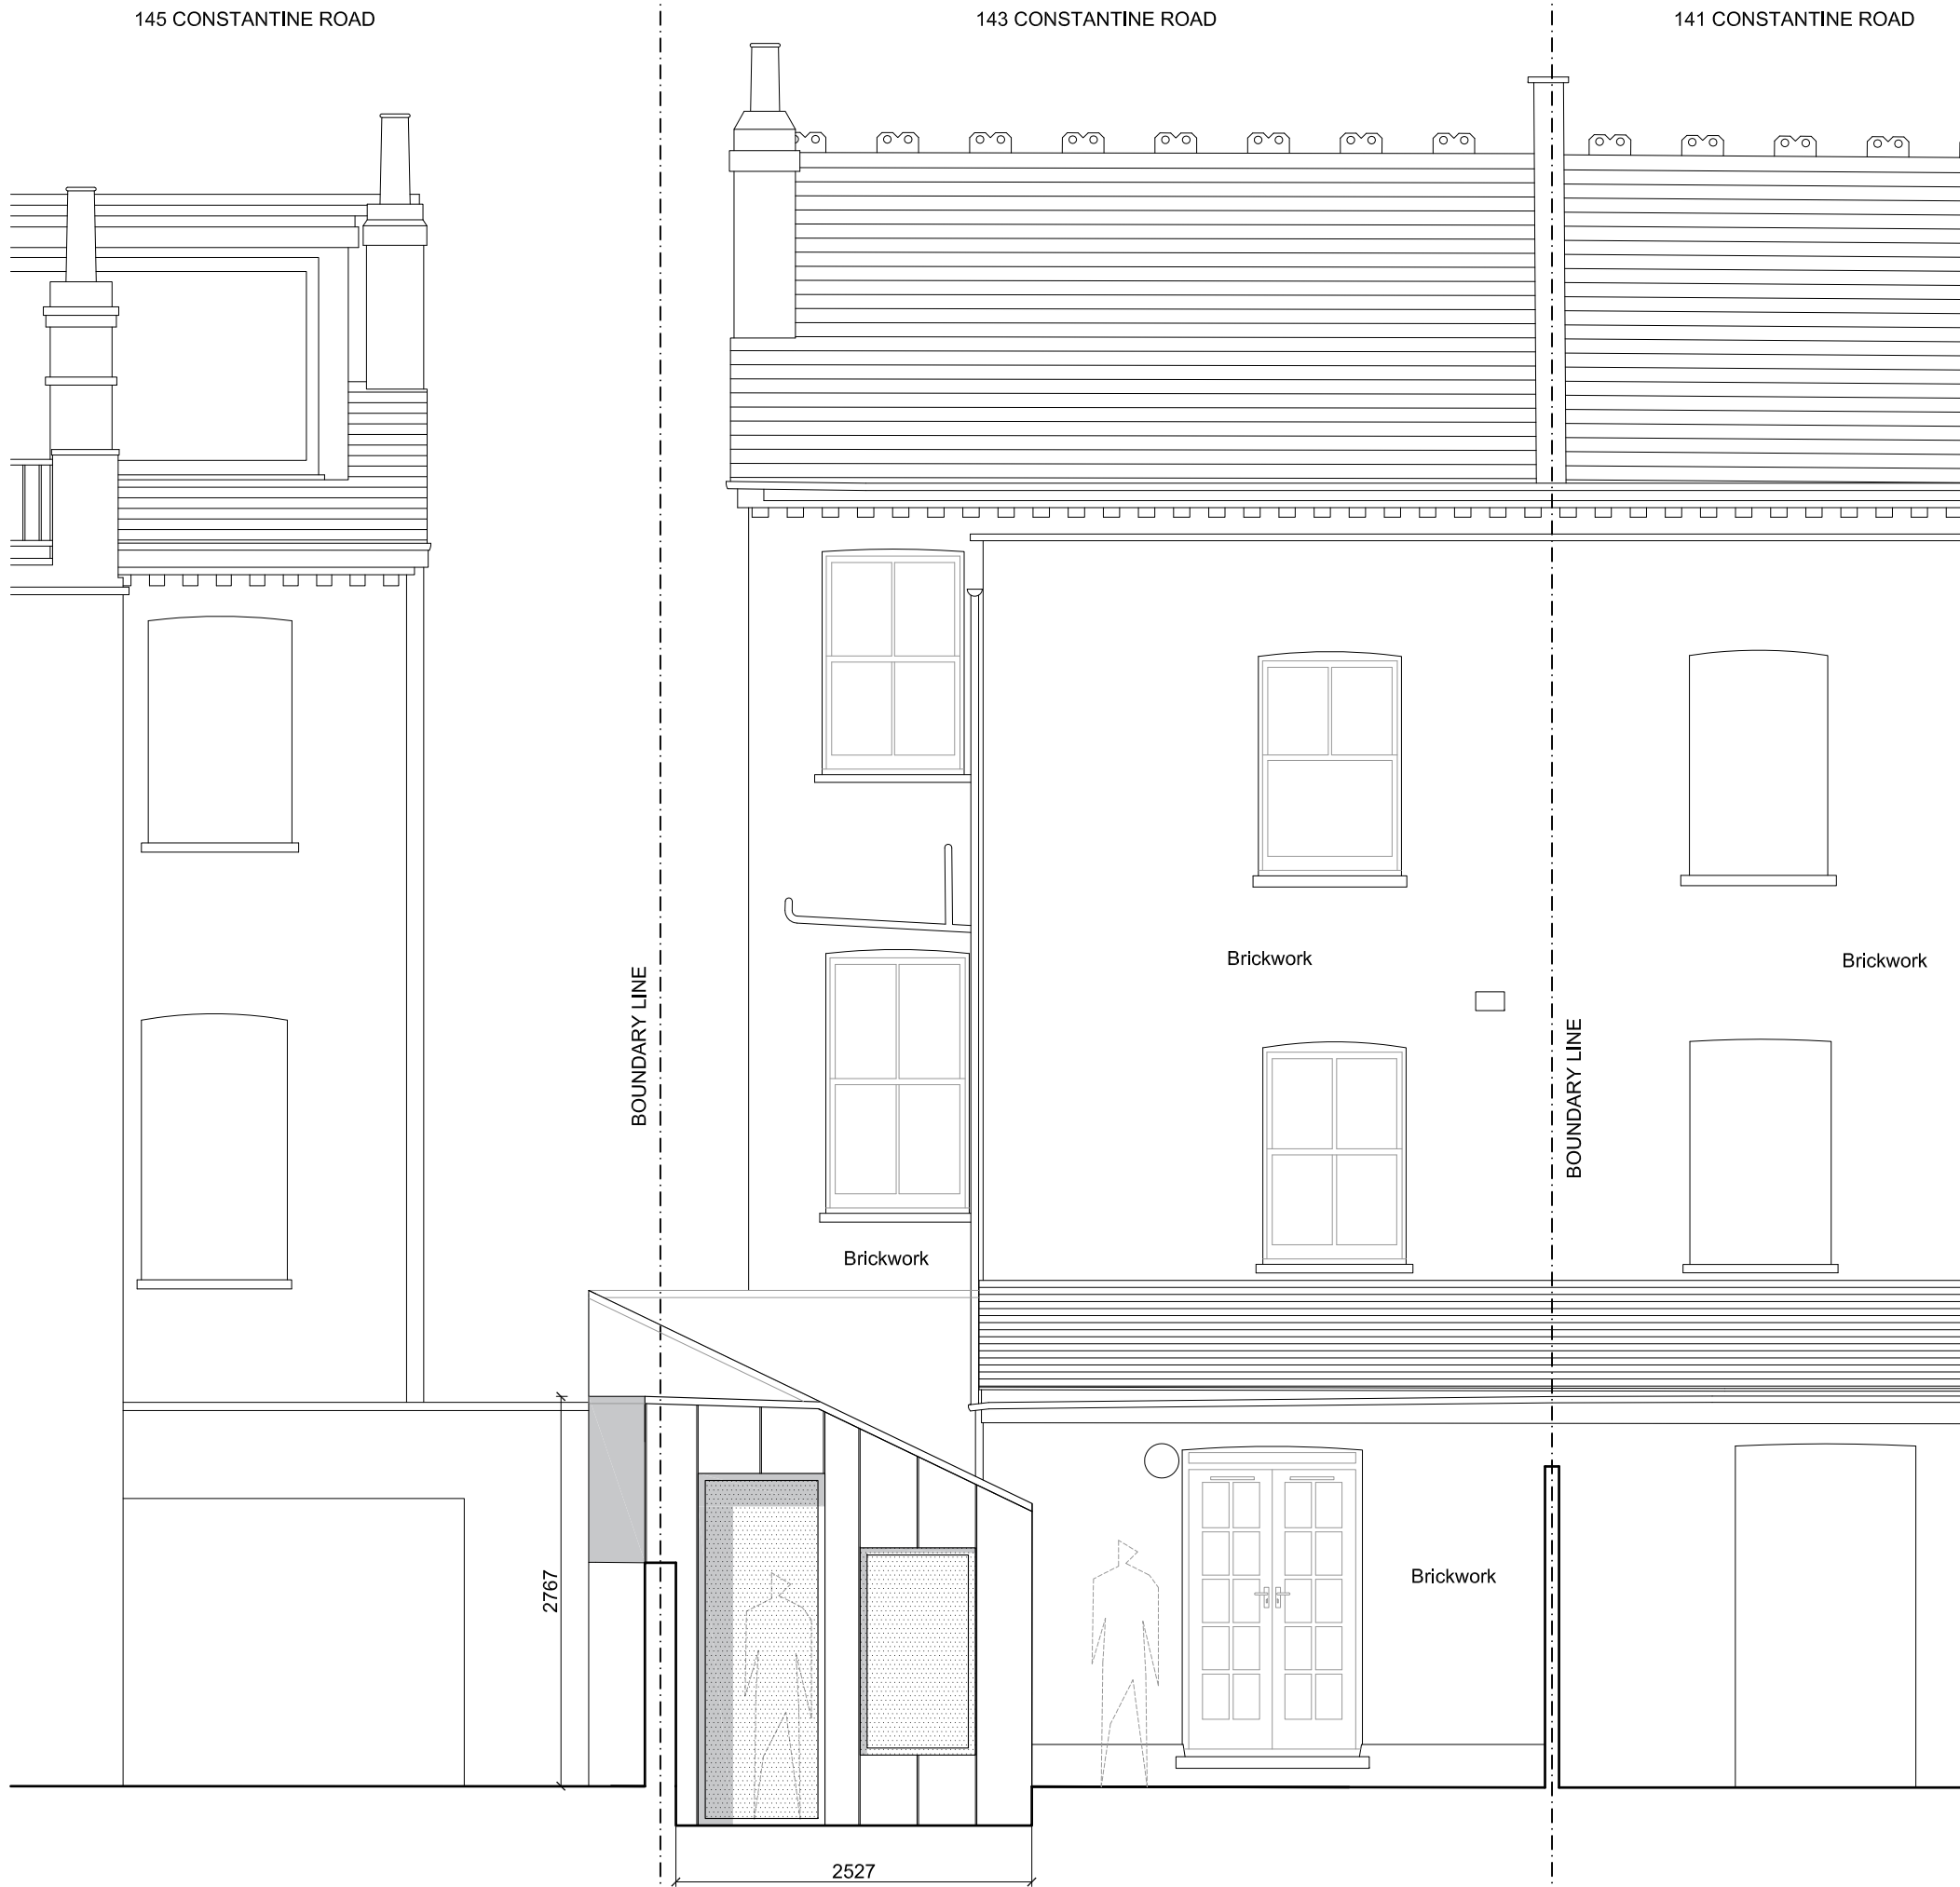 145 CONSTANTINE ROAD
143 CONSTANTINE ROAD
141 CONSTANTINE ROAD
Brickwork
Brickwork
BOUNDARY LINE
BOUNDARY LINE
Brickwork
Brickwork
2767
2527